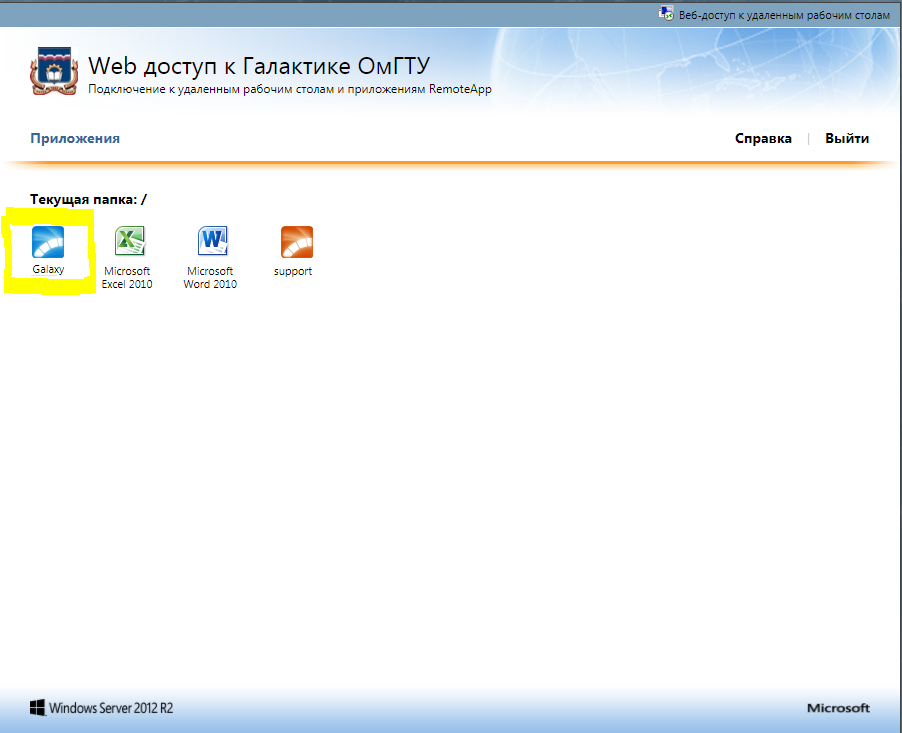 Веб-доступ к удаленным рабочим столам
Web доступ к Галактике ОмГТУ
Подключение к удаленным рабочим столам и приложениям RemoteApp
Приложения
Справка | Выйти
Текущая папка: /
Galaxy
Microsoft Excel 2010
Microsoft Word 2010
support
Windows Server 2012 R2
Microsoft